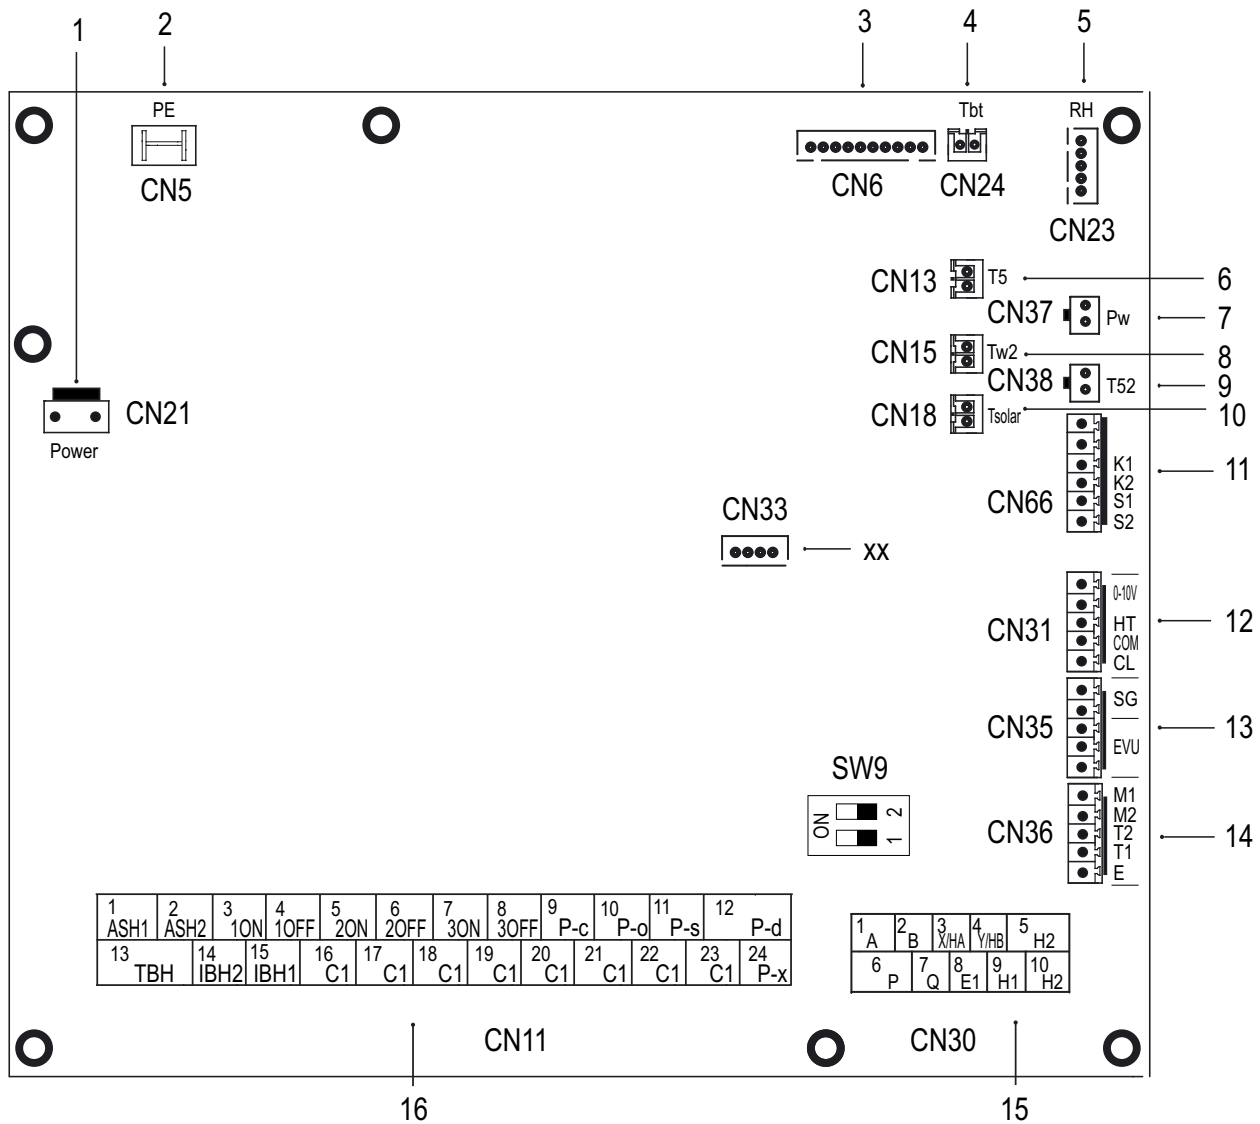 1
2
3
4
5
PE
Tbt
RH
CN5
CN6
CN24
CN23
CN13
T5
6
CN37
Pw
7
CN15
Tw2
8
CN38
T52
9
CN18
Tsolar
10
CN21
Power
K1
11
K2
CN66
S1
S2
CN33
xx
0-10V
CN31
HT
12
COM
CL
SG
CN35
13
EVU
SW9
ON
2
1
M1
M2
CN36
T2
14
T1
E
1 ASH1 2 ASH2 3 1ON 4 1OFF 5 2ON 6 2OFF 7 3ON 8 3OFF 9 P-c 10 P-o 11 P-s 12 P-d
13 TBH 14 IBH2 15 IBH1 16 C1 17 C1 18 C1 19 C1 20 C1 21 C1 22 C1 23 C1 24 P-x
1 A 2 B 3 X/HA 4 Y/HB 5 H2
6 P 7 Q 8 E1 9 H1 10 H2
CN11
CN30
16
15